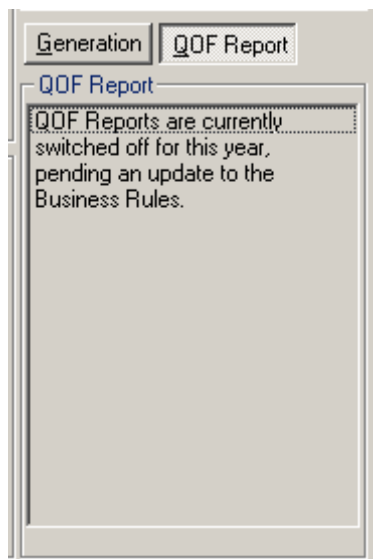 Generation QOF Report
QOF Report
QOF Reports are currently
switched off for this year,
pending an update to the
Business Rules.